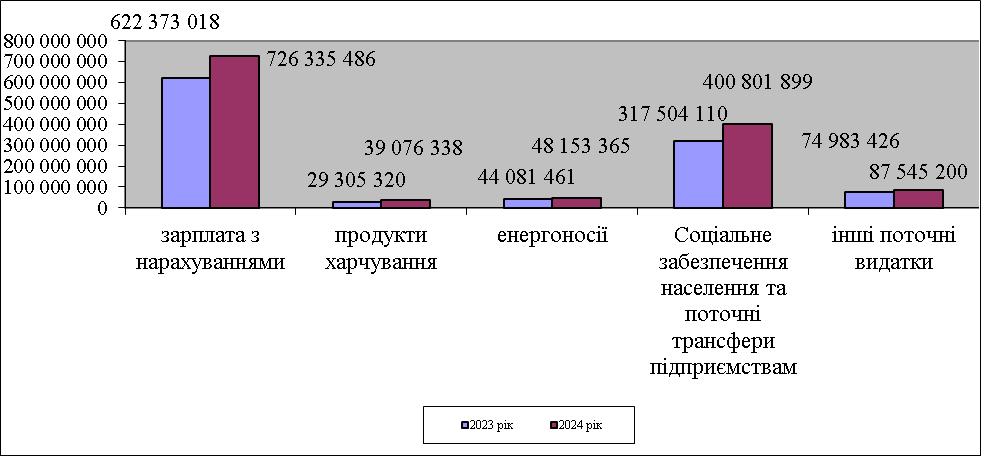 622 373 018
800 000 000
700 000 000
600 000 000
500 000 000
400 000 000
300 000 000
200 000 000
100 000 000
0
726 335 486
29 305 320
39 076 338
44 081 461
48 153 365
317 504 110
400 801 899
74 983 426
87 545 200
зарплата з
нарахуваннями
продукти
харчування
енергоносії
Соціальне
забезпечення
населення та
поточні
трансфери
підприємствам
інші поточні
видатки
2023 рік
2024 рік